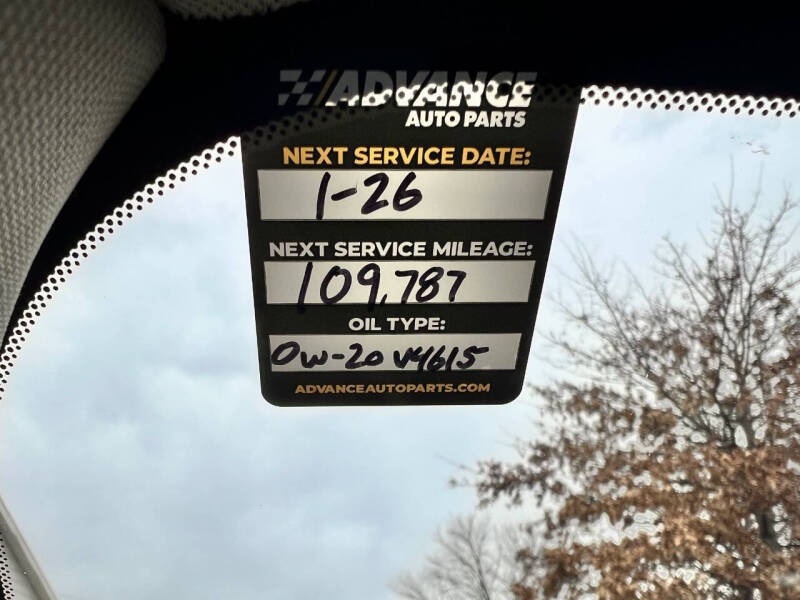 ADVANCE
AUTO PARTS
NEXT SERVICE DATE:
1-26
NEXT SERVICE MILEAGE:
109,787
OIL TYPE:
0w-20 V4615
ADVANCEAUTOPARTS.COM